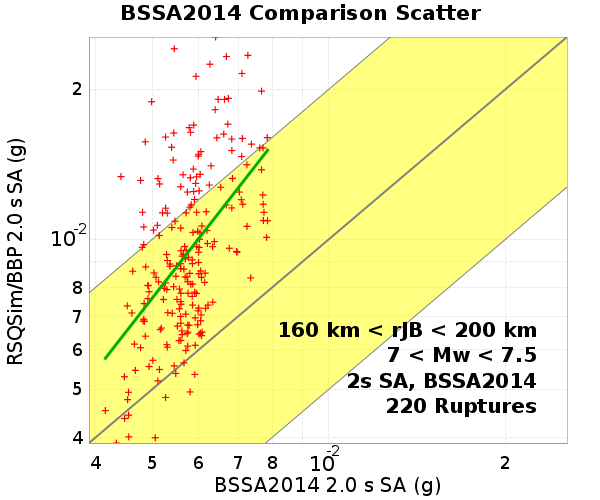 BSSA2014 Comparison Scatter
RSQSim/BBP 2.0 s SA (g)
2
10-2
8
7
6
5
4
160 km < rJB < 200 km
7 < Mw < 7.5
2s SA, BSSA2014
220 Ruptures
4 5 6 7 8 10-2 2
BSSA2014 2.0 s SA (g)